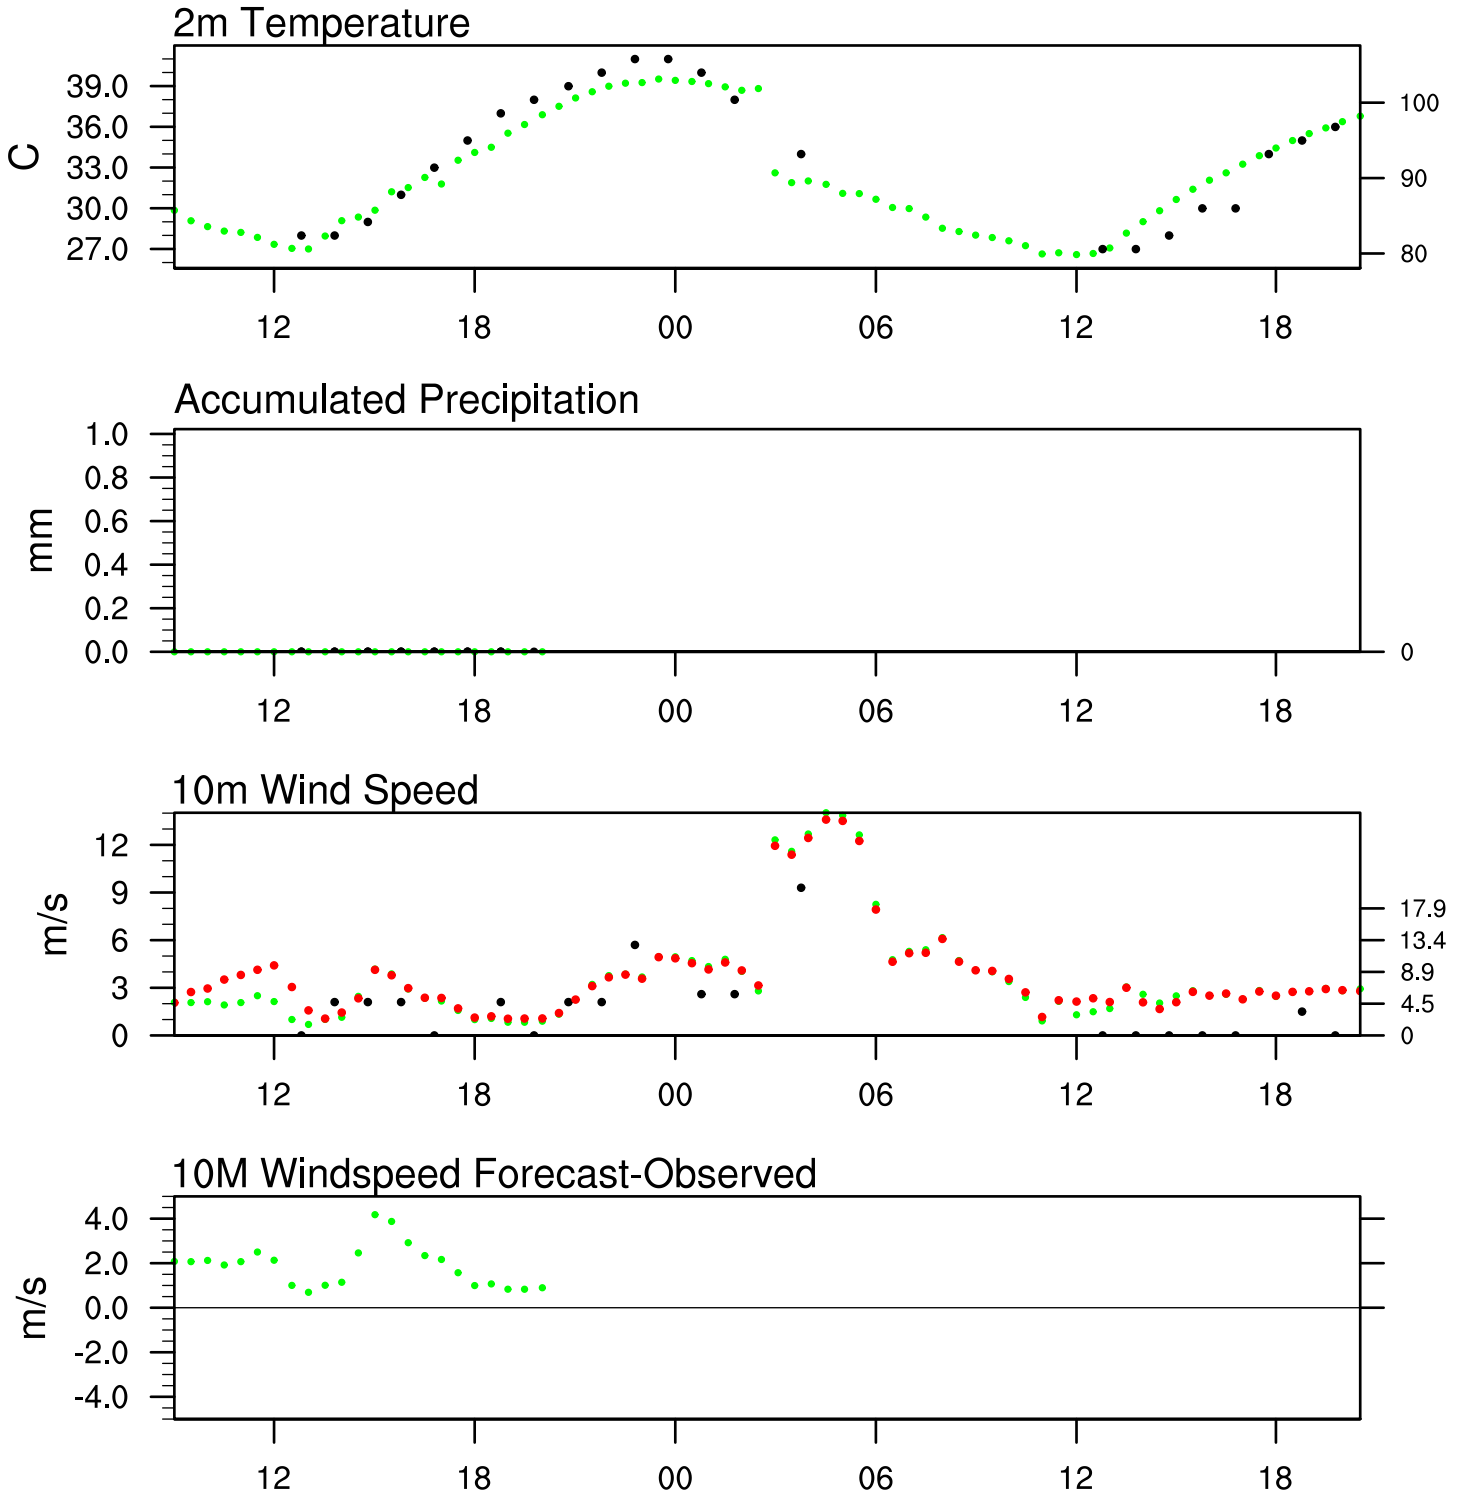 2m Temperature
39.0
36.0
33.0
30.0
27.0
C
100
90
80
12 18 00 06 12 18
Accumulated Precipitation
1.0
0.8
0.6
0.4
0.2
0.0
mm
0
12 18 00 06 12 18
10m Wind Speed
12
9
6
3
0
m/s
17.9
13.4
8.9
4.5
0
12 18 00 06 12 18
10M Windspeed Forecast-Observed
4.0
2.0
0.0
-2.0
-4.0
m/s
12 18 00 06 12 18